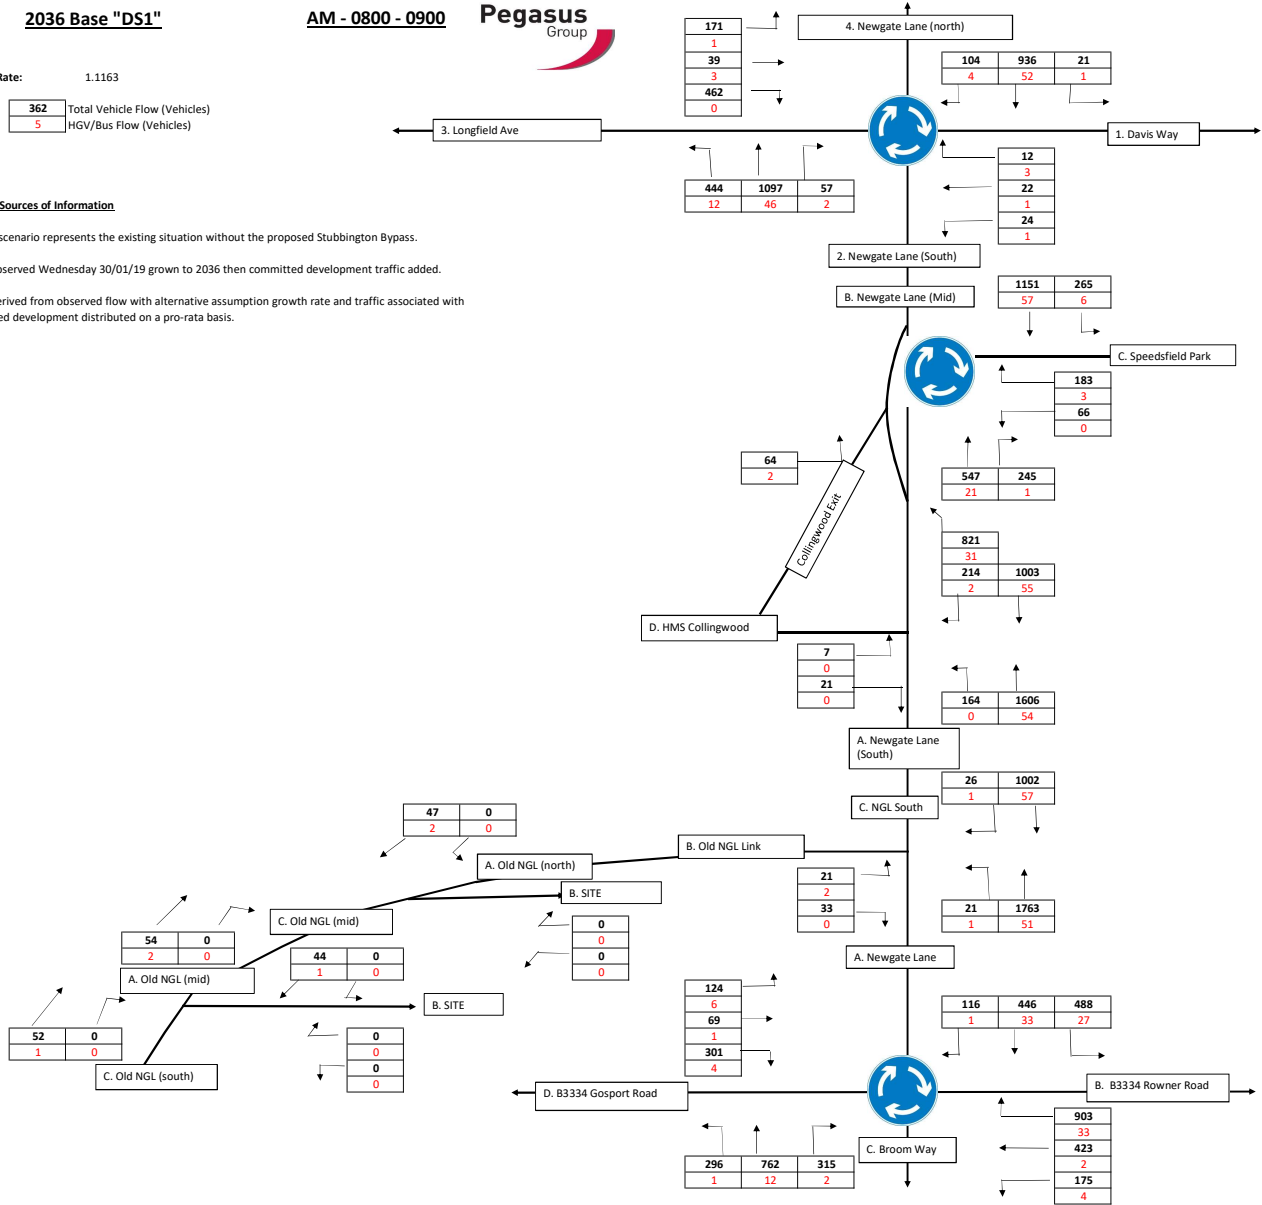 2036 Base "DS1"
AM - 0800 - 0900
Pegasus
Group
Rate: 1.1163
362 Total Vehicle Flow (Vehicles)
5 HGV/Bus Flow (Vehicles)
Sources of Information
scenario represents the existing situation without the proposed Stubbington Bypass.
bserved Wednesday 30/01/19 grown to 2036 then committed development traffic added.
erived from observed flow with alternative assumption growth rate and traffic associated with
ed development distributed on a pro-rata basis.
171
1
39
3
462
0
4. Newgate Lane (north)
104 936 21
4 52 1
3. Longfield Ave
1. Davis Way
444 1097 57
12 46 2
12
3
22
1
24
1
2. Newgate Lane (South)
B. Newgate Lane (Mid)
1151 265
57 6
C. Speedsfield Park
183
3
66
0
64
2
547 245
21 1
Collingwood Exit
821
31
214 1003
2 55
D. HMS Collingwood
7
0
21
0
164 1606
0 54
A. Newgate Lane
(South)
26 1002
1 57
C. NGL South
47 0
2 0
B. Old NGL Link
A. Old NGL (north)
B. SITE
21
2
33
0
21 1763
1 51
C. Old NGL (mid)
0
0
0
0
54 0
2 0
44 0
1 0
A. Newgate Lane
A. Old NGL (mid)
B. SITE
124
6
69
1
301
4
116 446 488
1 33 27
52 0
1 0
0
0
0
0
C. Old NGL (south)
D. B3334 Gosport Road
B. B3334 Rowner Road
903
33
423
2
175
4
C. Broom Way
296 762 315
1 12 2